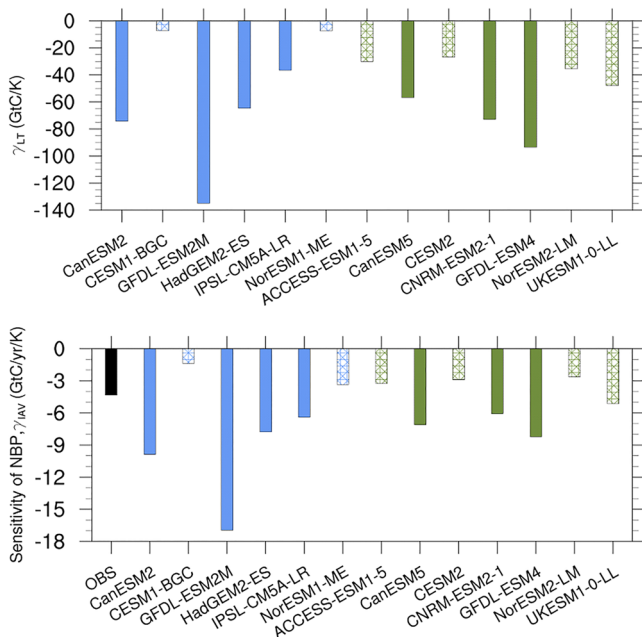 0
-20
-40
-60
-80
-100
-120
-140
γLT (GtC/K)
CanESM2
CESM1-BGC
GFDL-ESM2M
HadGEM2-ES
IPSL-CM5A-LR
NorESM1-ME
ACCESS-ESM1-5
CanESM5
CESM2
CNRM-ESM2-1
GFDL-ESM4
NorESM2-LM
UKESM1-0-LL
0
-3
-6
-9
-12
-15
-18
Sensitivity of NBP,γIAV (GtC/yr/K)
OBS
CanESM2
CESM1-BGC
GFDL-ESM2M
HadGEM2-ES
IPSL-CM5A-LR
NorESM1-ME
ACCESS-ESM1-5
CanESM5
CESM2
CNRM-ESM2-1
GFDL-ESM4
NorESM2-LM
UKESM1-0-LL